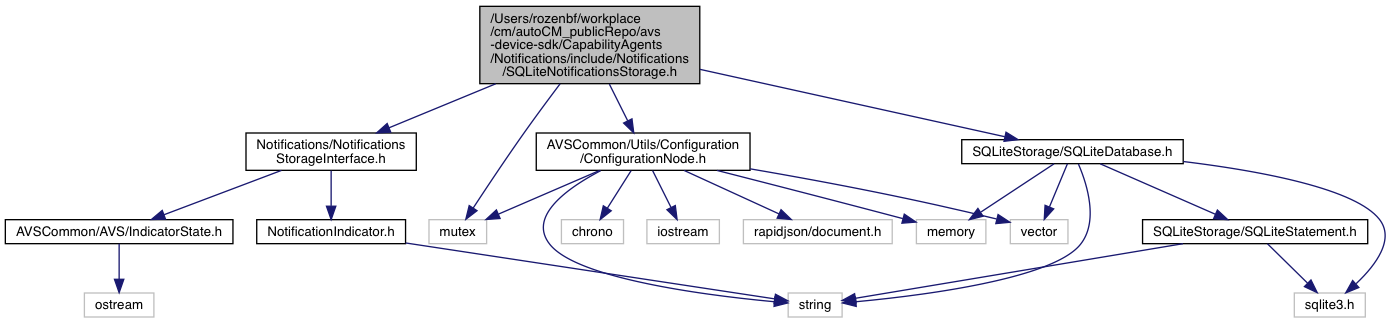 /Users/rozenbf/workplace
/cm/autoCM_publicRepo/avs
-device-sdk/CapabilityAgents
/Notifications/include/Notifications
/SQLiteNotificationsStorage.h
Notifications/Notifications
StorageInterface.h
AVSCommon/Utils/Configuration
/ConfigurationNode.h
SQLiteStorage/SQLiteDatabase.h
AVSCommon/AVS/IndicatorState.h
NotificationIndicator.h
mutex
chrono
iostream
rapidjson/document.h
memory
vector
SQLiteStorage/SQLiteStatement.h
ostream
string
sqlite3.h